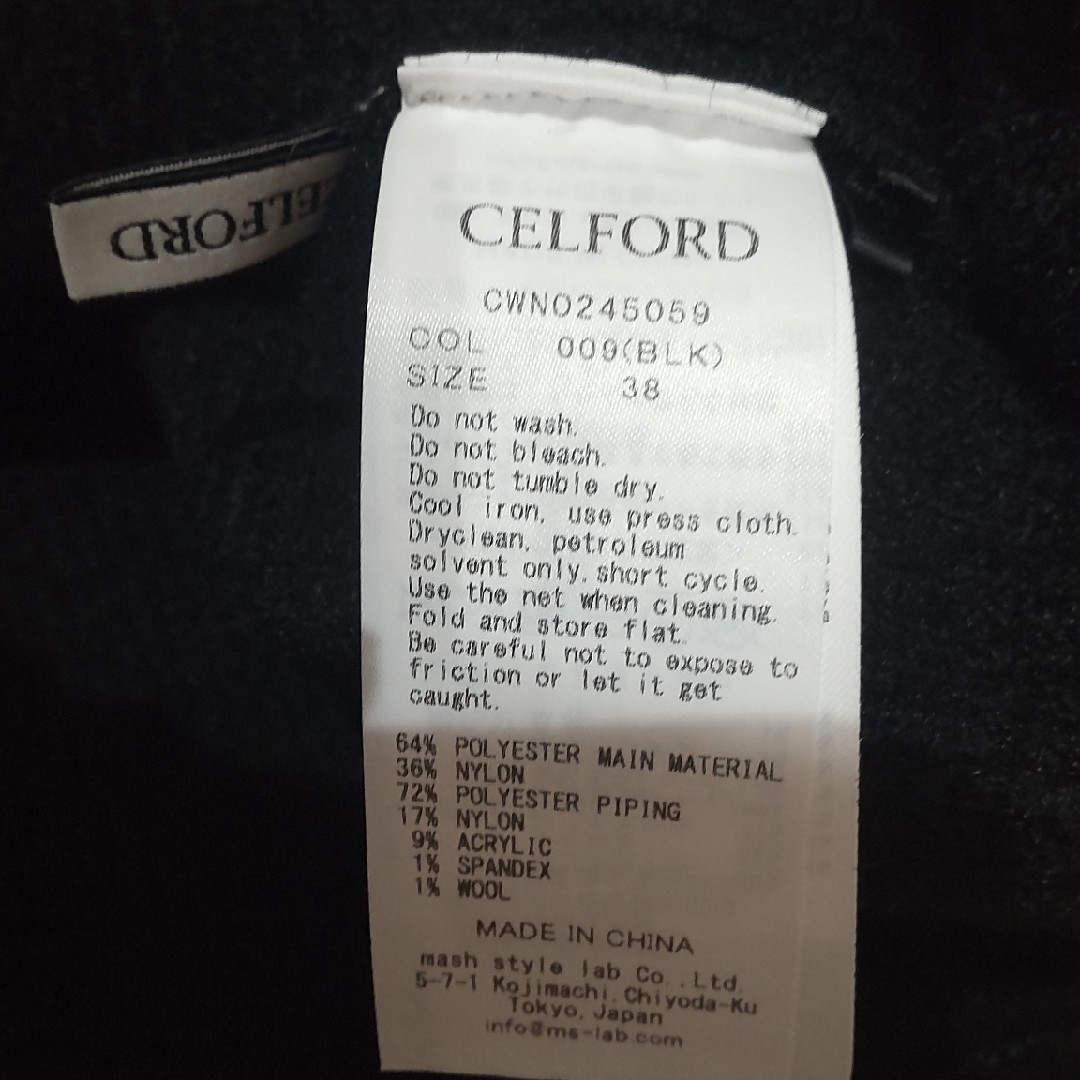 CELFORD
CWNO245059
COL 009(BLK)
SIZE 38
Do not wash.
Do not bleach.
Do not tumble dry.
Cool iron, use press cloth.
Dryclean, petroleum
solvent only, short cycle.
Use the net when cleaning.
Fold and store flat.
Be careful not to expose to
friction or let it get
caught.
64% POLYESTER MAIN MATERIAL
36% NYLON
72% POLYESTER PIPING
17% NYLON
9% ACRYLIC
1% SPANDEX
1% WOOL
MADE IN CHINA
mash style lab Co.,Ltd.
5-7-1 Kojimachi, Chiyoda-Ku
Tokyo, Japan
info@ms-lab.com
ELFORD